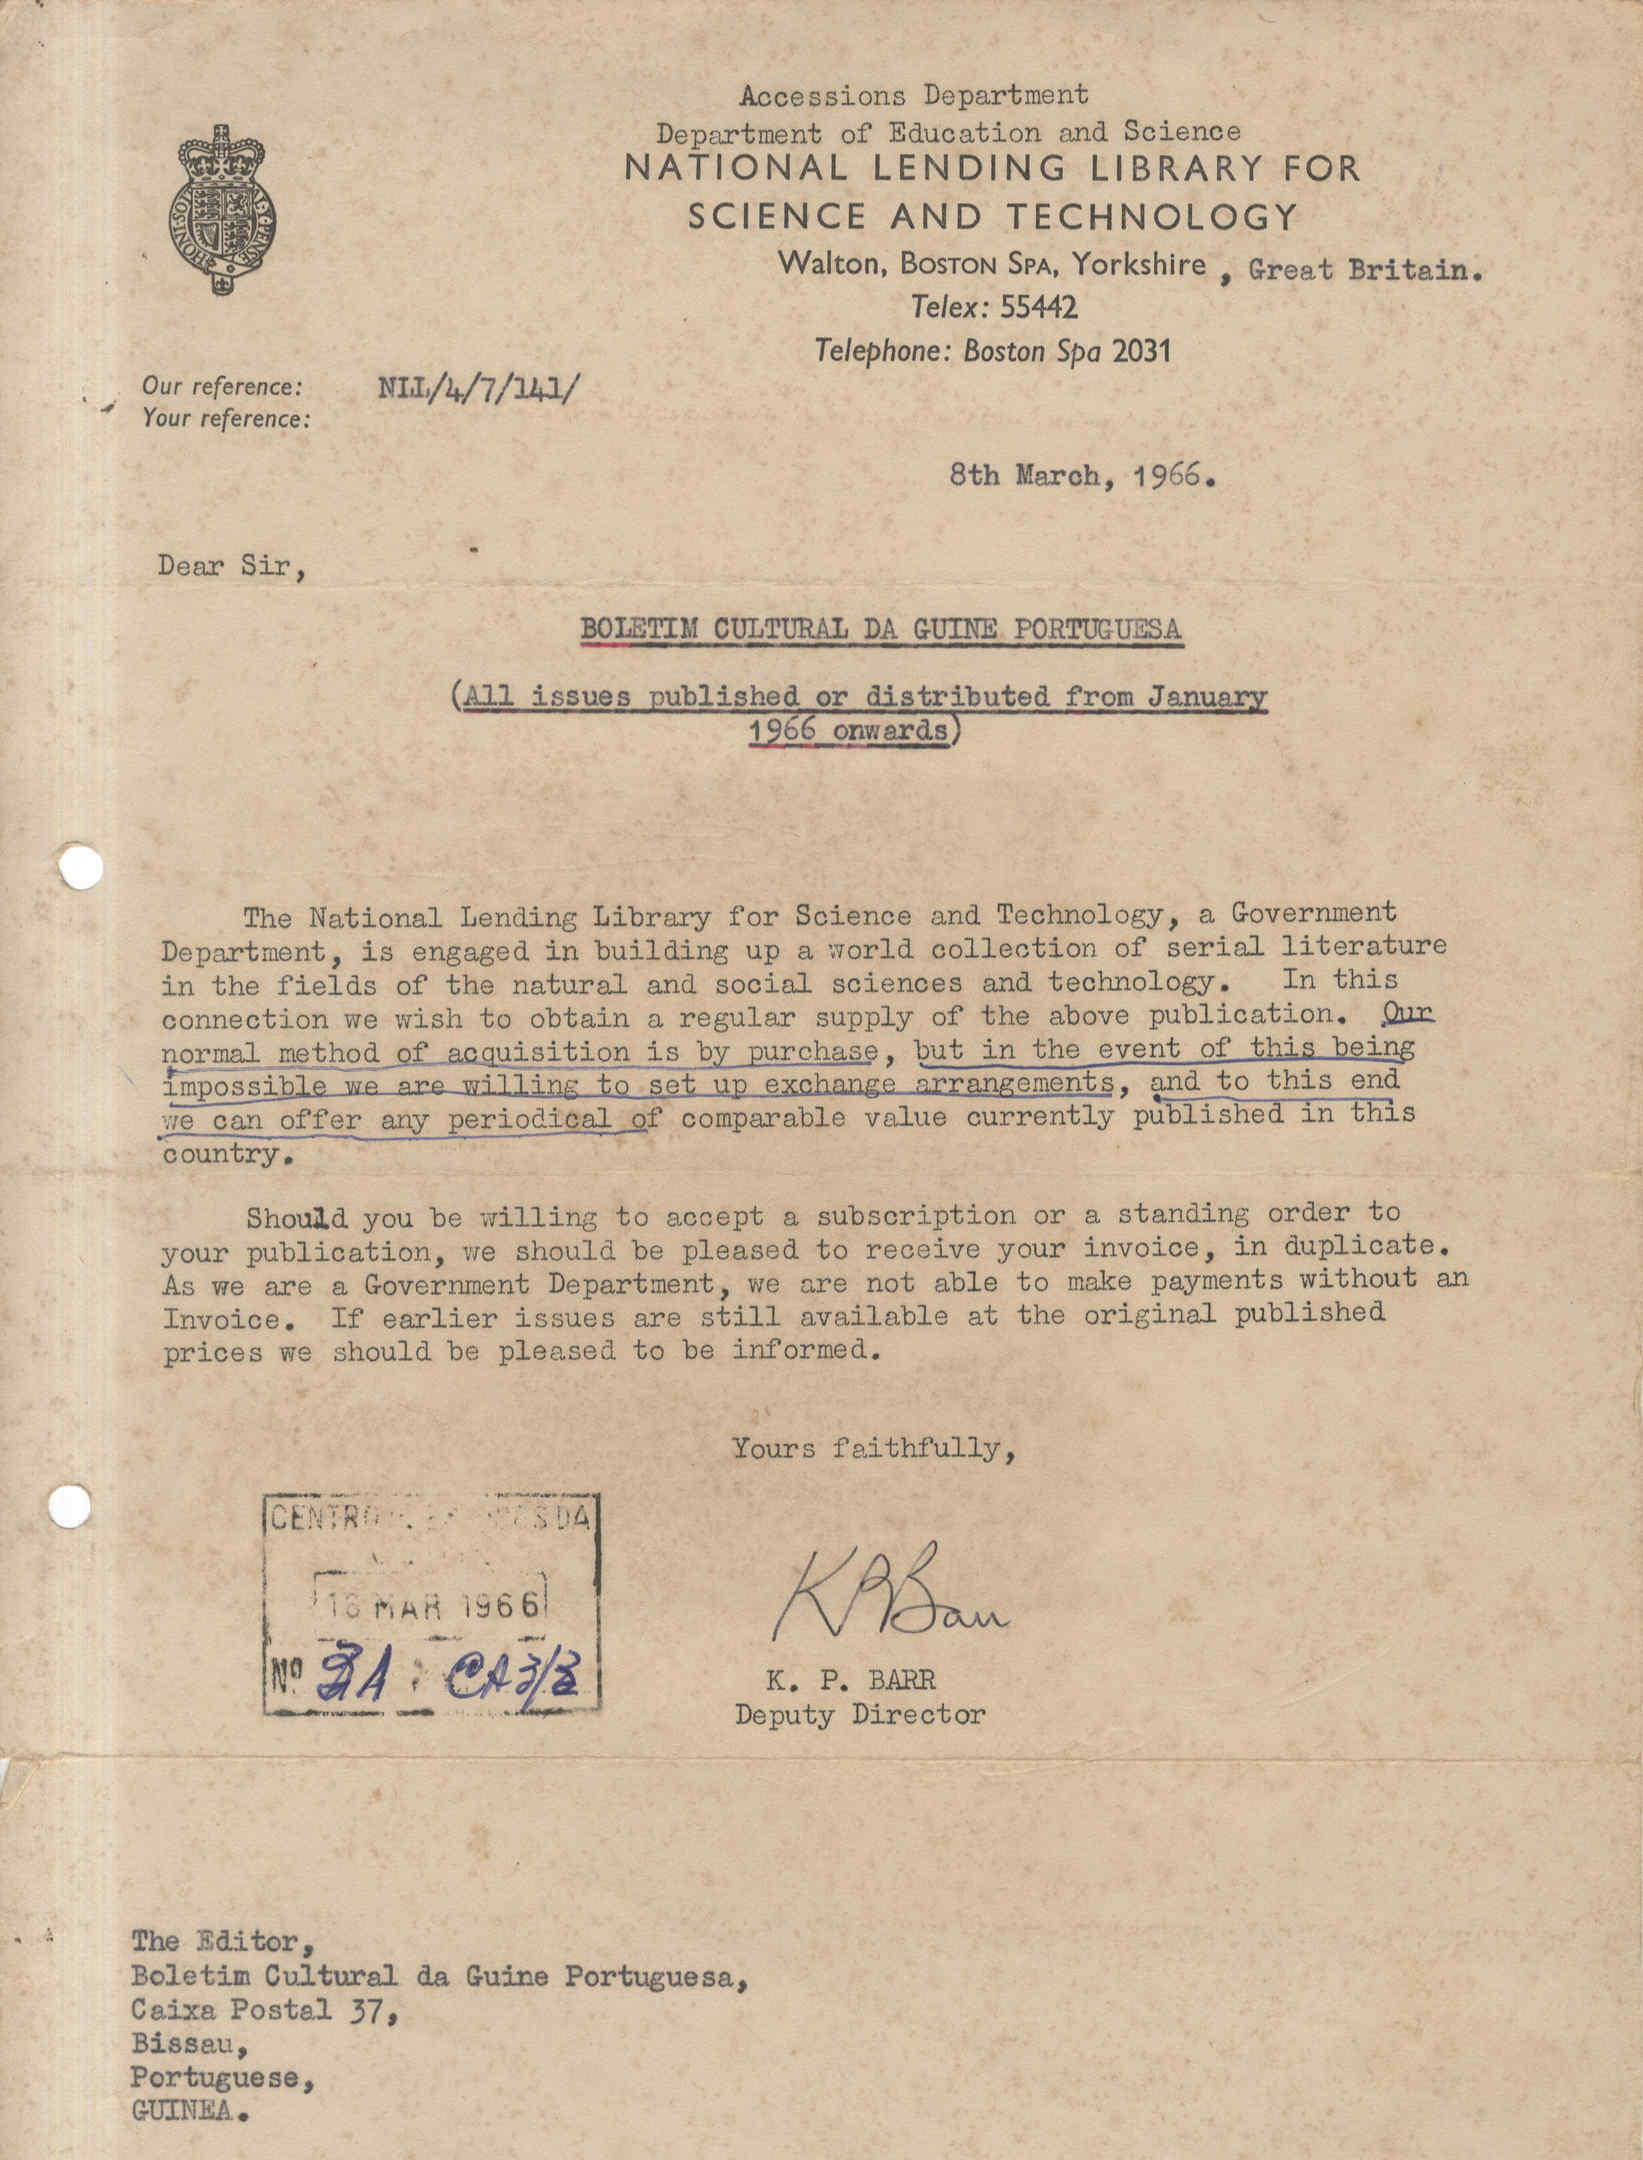 Accessions Department
Department of Education and Science
NATIONAL LENDING LIBRARY FOR
SCIENCE AND TECHNOLOGY
Walton, BOSTON SPA, Yorkshire , Great Britain.
Telex: 55442
Telephone: Boston Spa 2031
Our reference: NLL/4/7/141/
Your reference:
8th March, 1966.
Dear Sir,
BOLETIM CULTURAL DA GUINE PORTUGUESA
(All issues published or distributed from January
1966 onwards)
The National Lending Library for Science and Technology, a Government
Department, is engaged in building up a world collection of serial literature
in the fields of the natural and social sciences and technology. In this
connection we wish to obtain a regular supply of the above publication. Our
normal method of acquisition is by purchase, but in the event of this being
impossible we are willing to set up exchange arrangements, and to this end
we can offer any periodical of comparable value currently published in this
country.
Should you be willing to accept a subscription or a standing order to
your publication, we should be pleased to receive your invoice, in duplicate.
As we are a Government Department, we are not able to make payments without an
Invoice. If earlier issues are still available at the original published
prices we should be pleased to be informed.
Yours faithfully,
CENTRO DA
MAR 1966
Nº
K P Barr
K. P. BARR
Deputy Director
The Editor,
Boletim Cultural da Guine Portuguesa,
Caixa Postal 37,
Bissau,
Portuguese,
GUINEA.